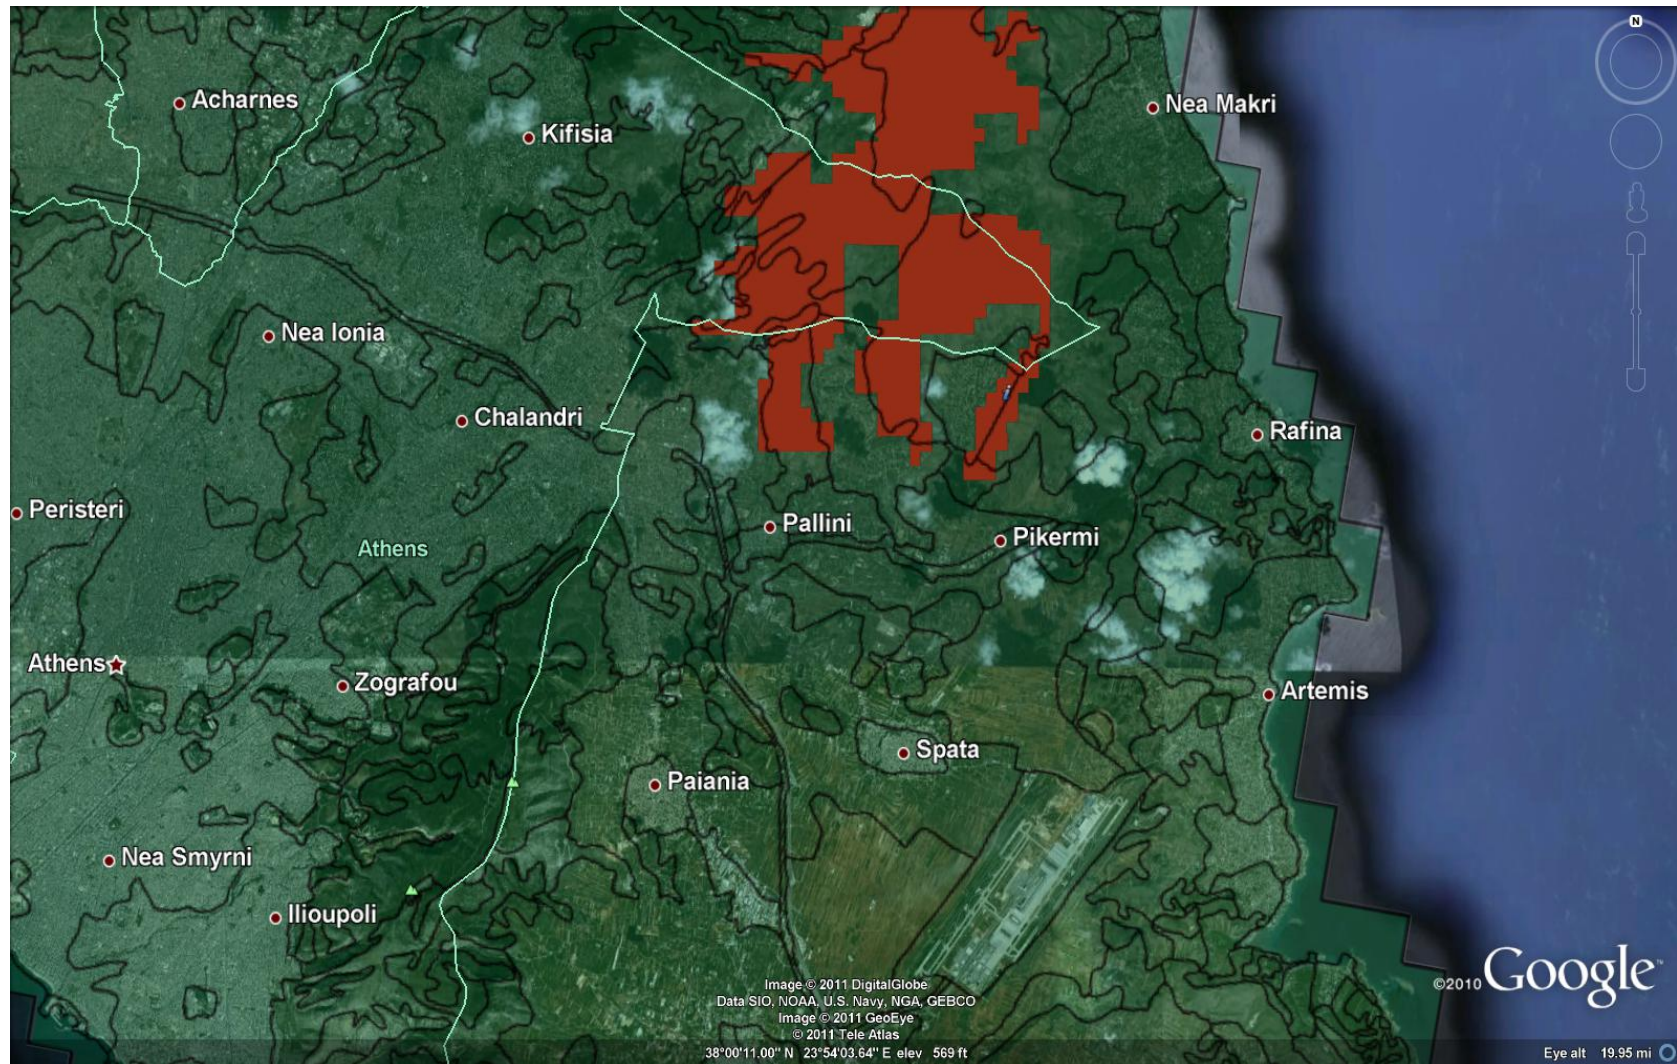 N
Acharnes
Nea Makri
Kifisia
Nea Ionia
Chalandri
Rafina
Peristeri
Pallini
Pikermi
Athens
Athens
Zografou
Artemis
Spata
Paiania
Nea Smyrni
Ilioupoli
Image © 2011 DigitalGlobe
Data SIO, NOAA, U.S. Navy, NGA, GEBCO
Image © 2011 GeoEye
© 2011 Tele Atlas
©2010 Google™
38°00'11.00" N 23°54'03.64" E elev 569 ft
Eye alt 19.95 mi